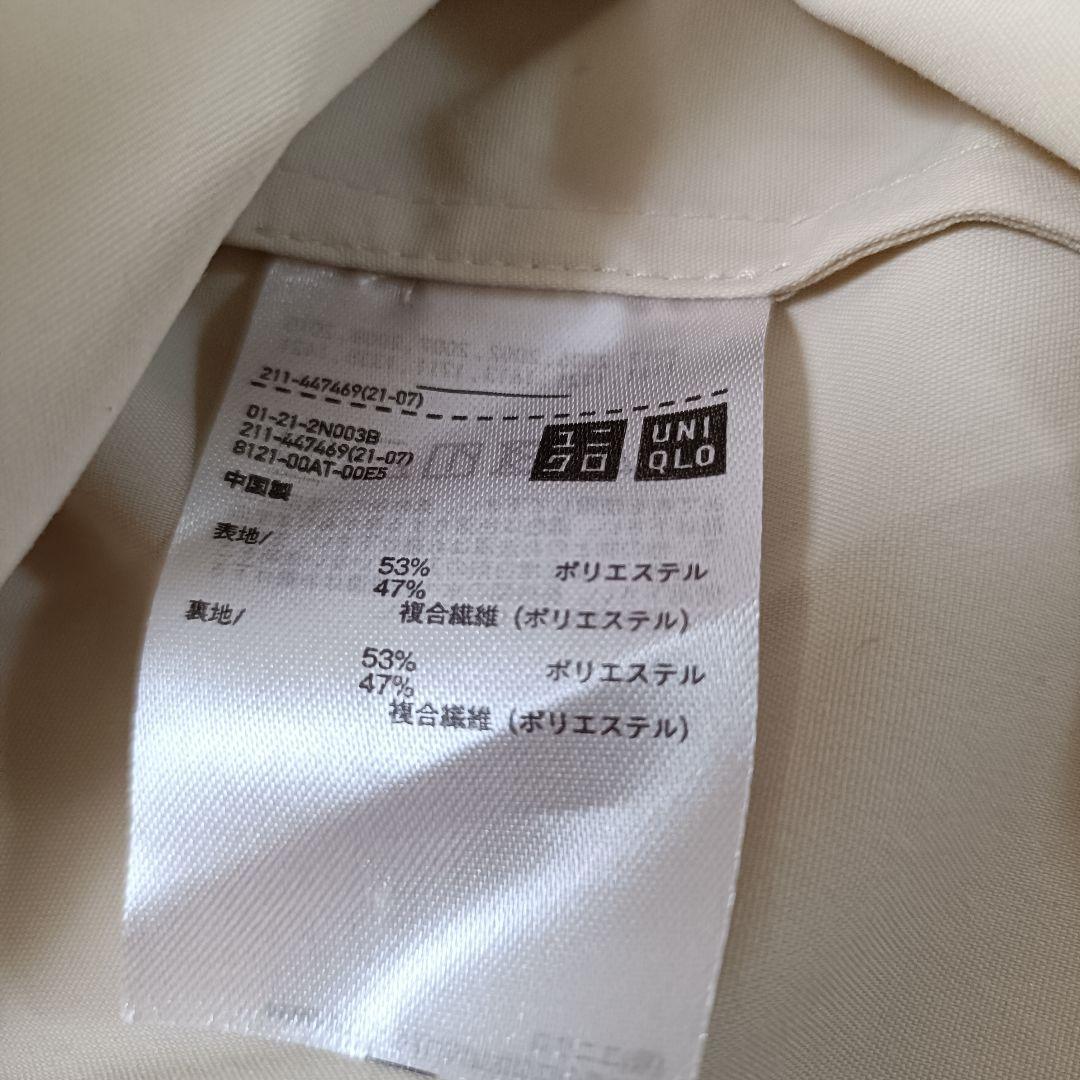 211-447469(21-07)
01-21-2N003B
211-447469(21-07)
8121-00AT-00E5
中国製
ユニ
クロ
UNI
QLO
表地/
53% ポリエステル
47%
複合繊維 (ポリエステル)
裏地/
53% ポリエステル
47%
複合繊維 (ポリエステル)